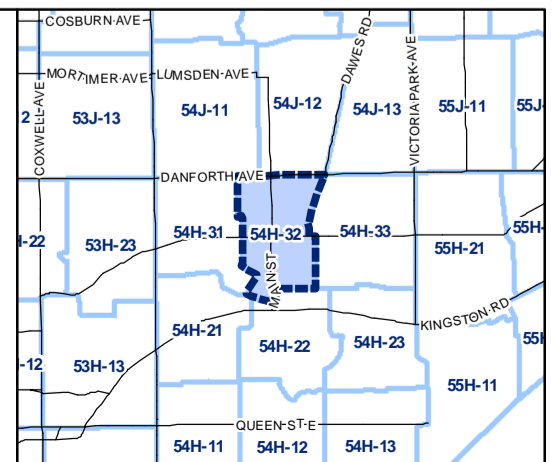 COSBURN AVE
DAWES RD
MORTIMER AVE
LUMSDEN AVE
VICTORIA PARK AVE
COXWELL AVE
2
53J-13
54J-11
54J-12
54J-13
55J-11
55J-
DANFORTH AVE
H-22
53H-23
54H-31
54H-32
54H-33
55H-21
55H-
MAIN ST
KINGSTON RD
-12
53H-13
54H-21
54H-22
54H-23
55H-11
55H
QUEEN ST E
54H-11
54H-12
54H-13